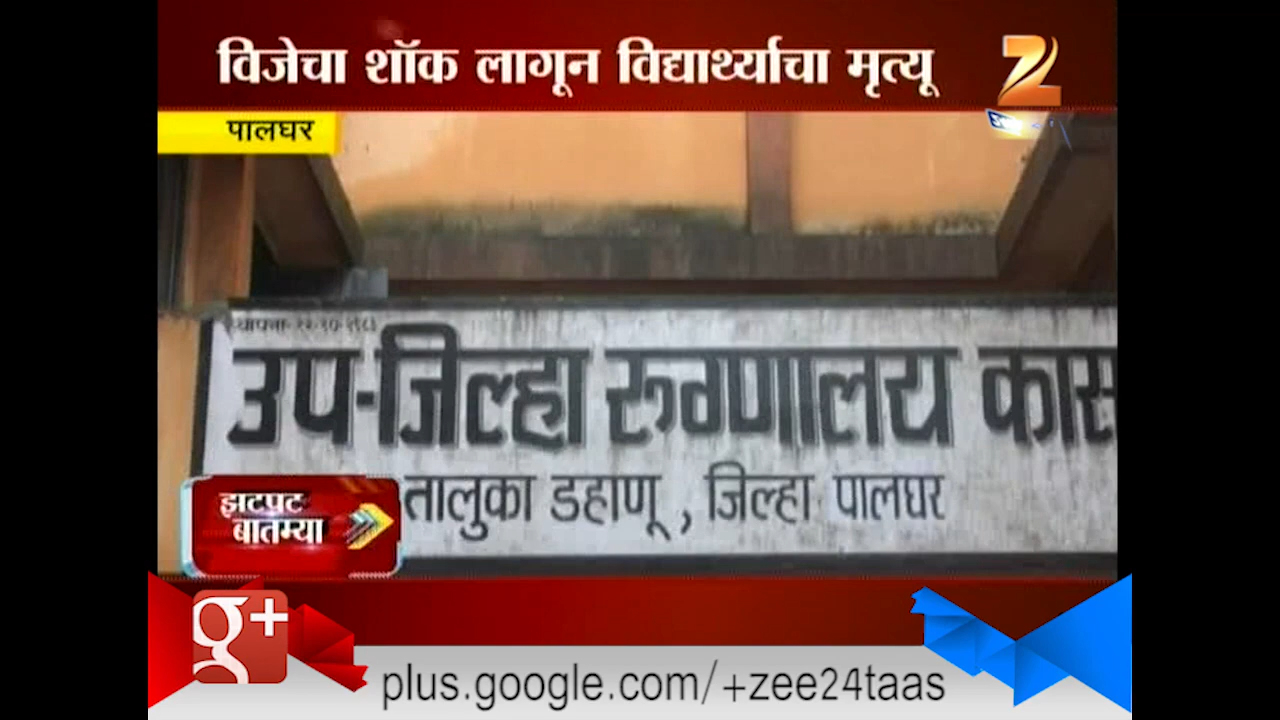 विजेचा शॉक लागून विद्यार्थ्याचा मृत्यू
पालघर
उप-जिल्हा रुग्णालय कास
तालुका डहाणू , जिल्हा पालघर
झटपट
बातम्या
g+
plus.google.com/+zee24taas